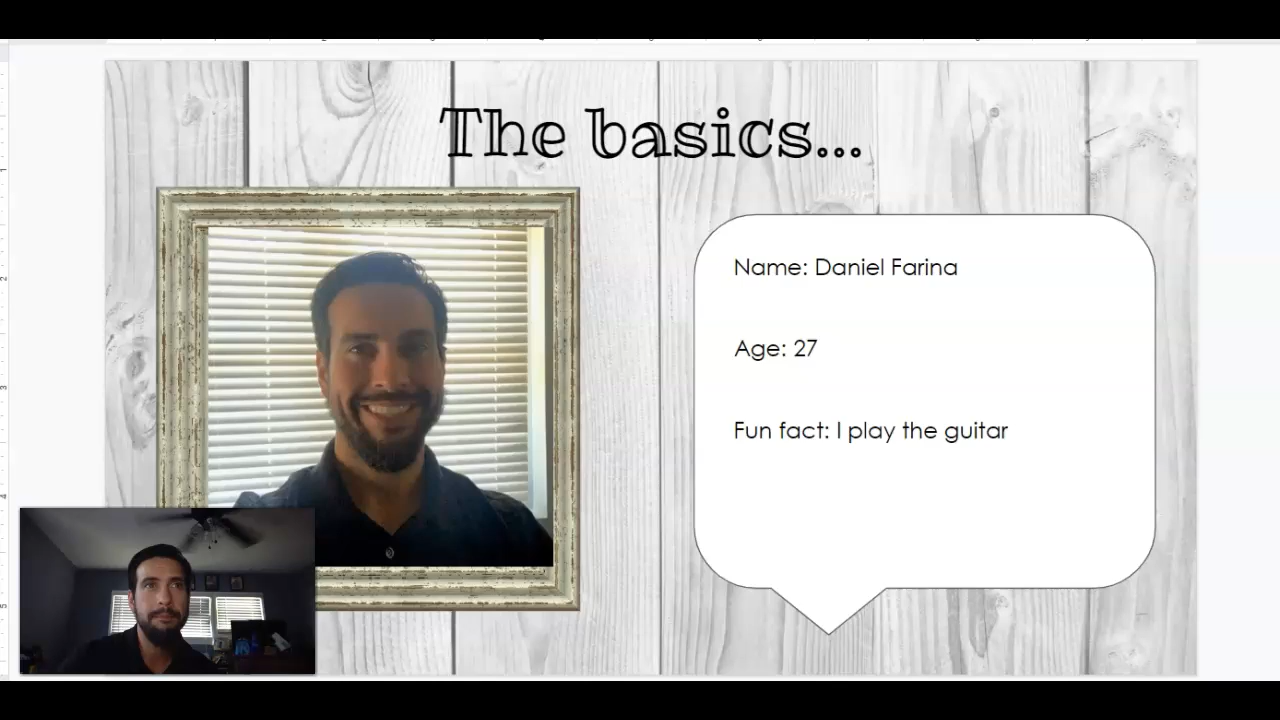 The basics...
Name: Daniel Farina
Age: 27
Fun fact: I play the guitar